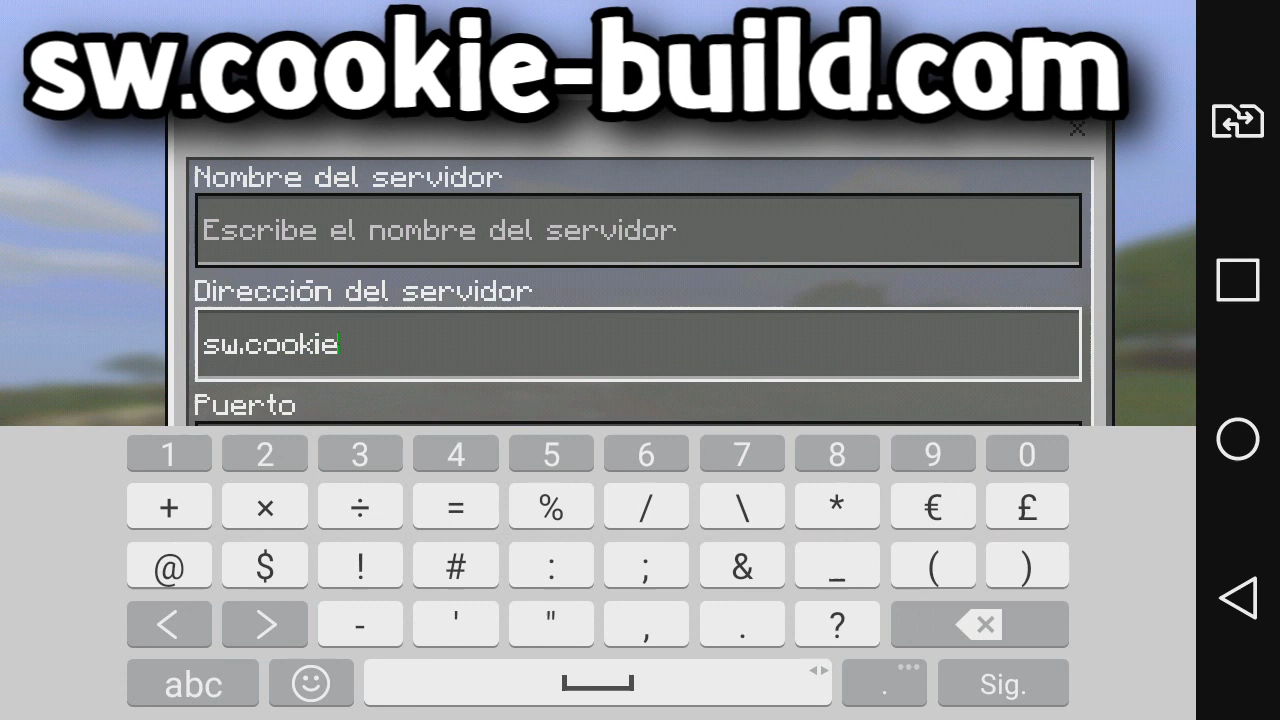 sw.cookie-build.com
Nombre del servidor
Escribe el nombre del servidor
Dirección del servidor
sw.cookie
Puerto
1 2 3 4 5 6 7 8 9 0
+ × ÷ = % / \ * € £
@ $ ! # : ; & _ ( )
< > - ' " , . ?
abc . Sig.